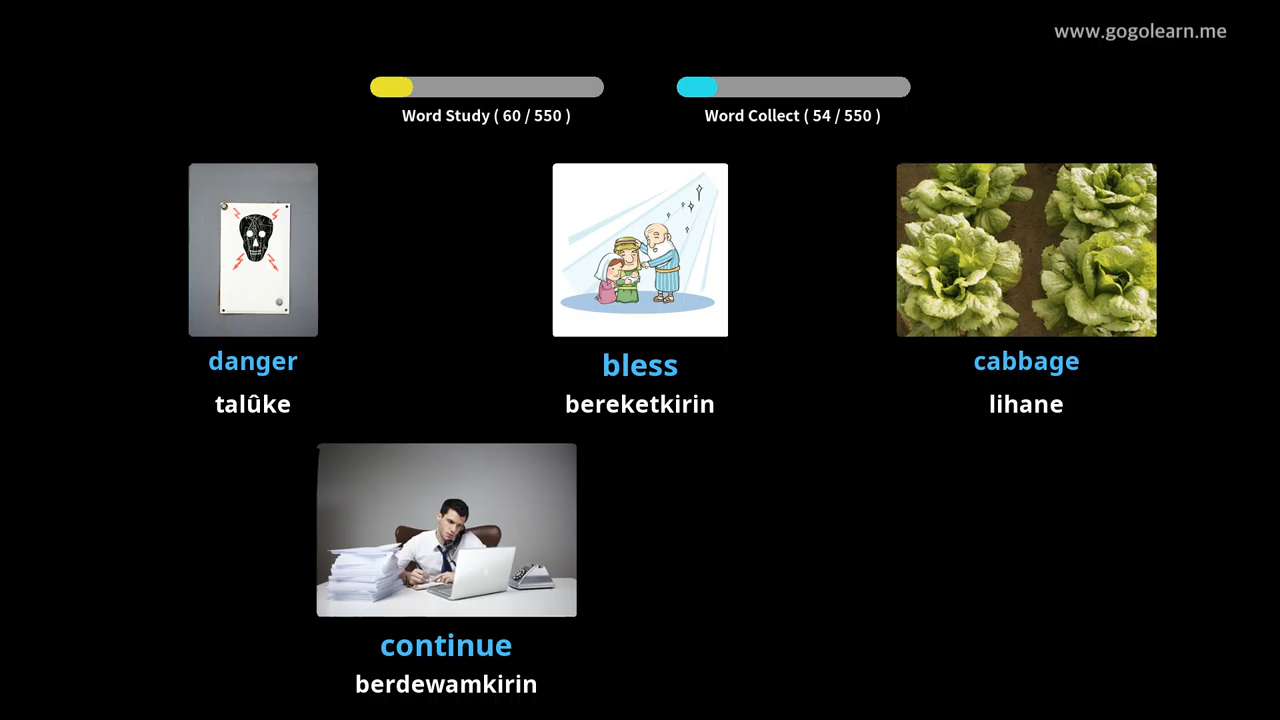 www.gogolearn.me
Word Study ( 60 / 550 )
Word Collect ( 54 / 550 )
danger
talûke
bless
bereketkirin
cabbage
lihane
continue
berdewamkirin